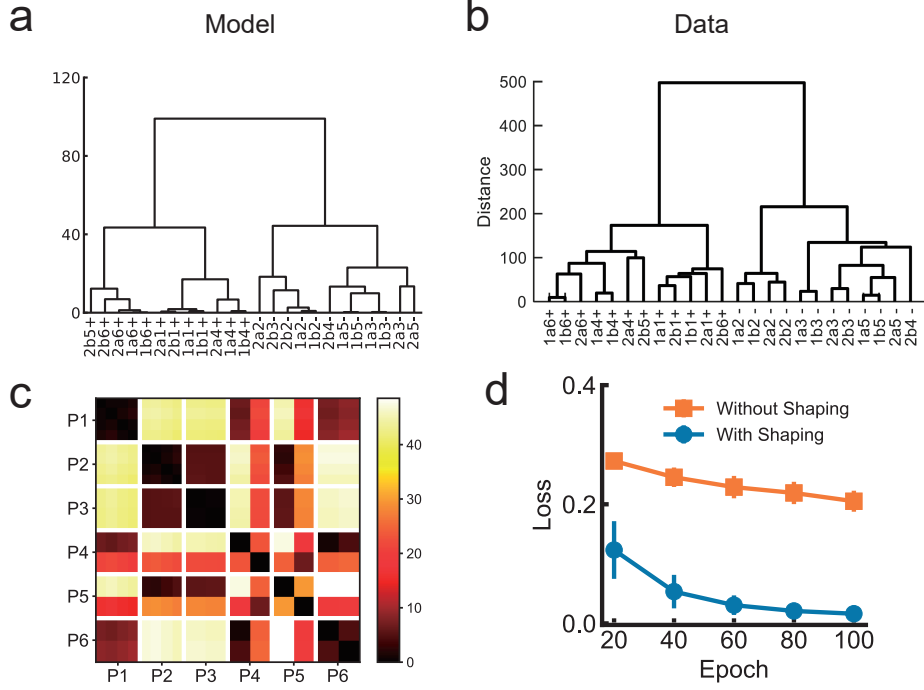 a
Model
120
80
40
0
2b5+
2b6+
2a6+
1a6+
1b6+
2a1+
2b1+
1a1+
1b1+
2a4+
1a4+
1b4+
2a2-
2b3-
2b2-
1a2-
1b2-
2b4-
1a5-
1b5-
1a3-
1b3-
2a3-
2a5-
b
Data
Distance
500
400
300
200
100
0
1a6+
1b6+
2a6+
1a4+
1b4+
2a4+
2b5+
1a1+
2b1+
1b1+
2a1+
2b6+
1a2-
1b2-
2a2-
2b2-
1a3-
1b3-
2a3-
2b3-
1a5-
1b5-
2a5-
2b4-
c
P1
P2
P3
P4
P5
P6
P1 P2 P3 P4 P5 P6
40
30
20
10
0
d
Without Shaping
With Shaping
Loss
0.4
0.2
0.0
20 40 60 80 100
Epoch